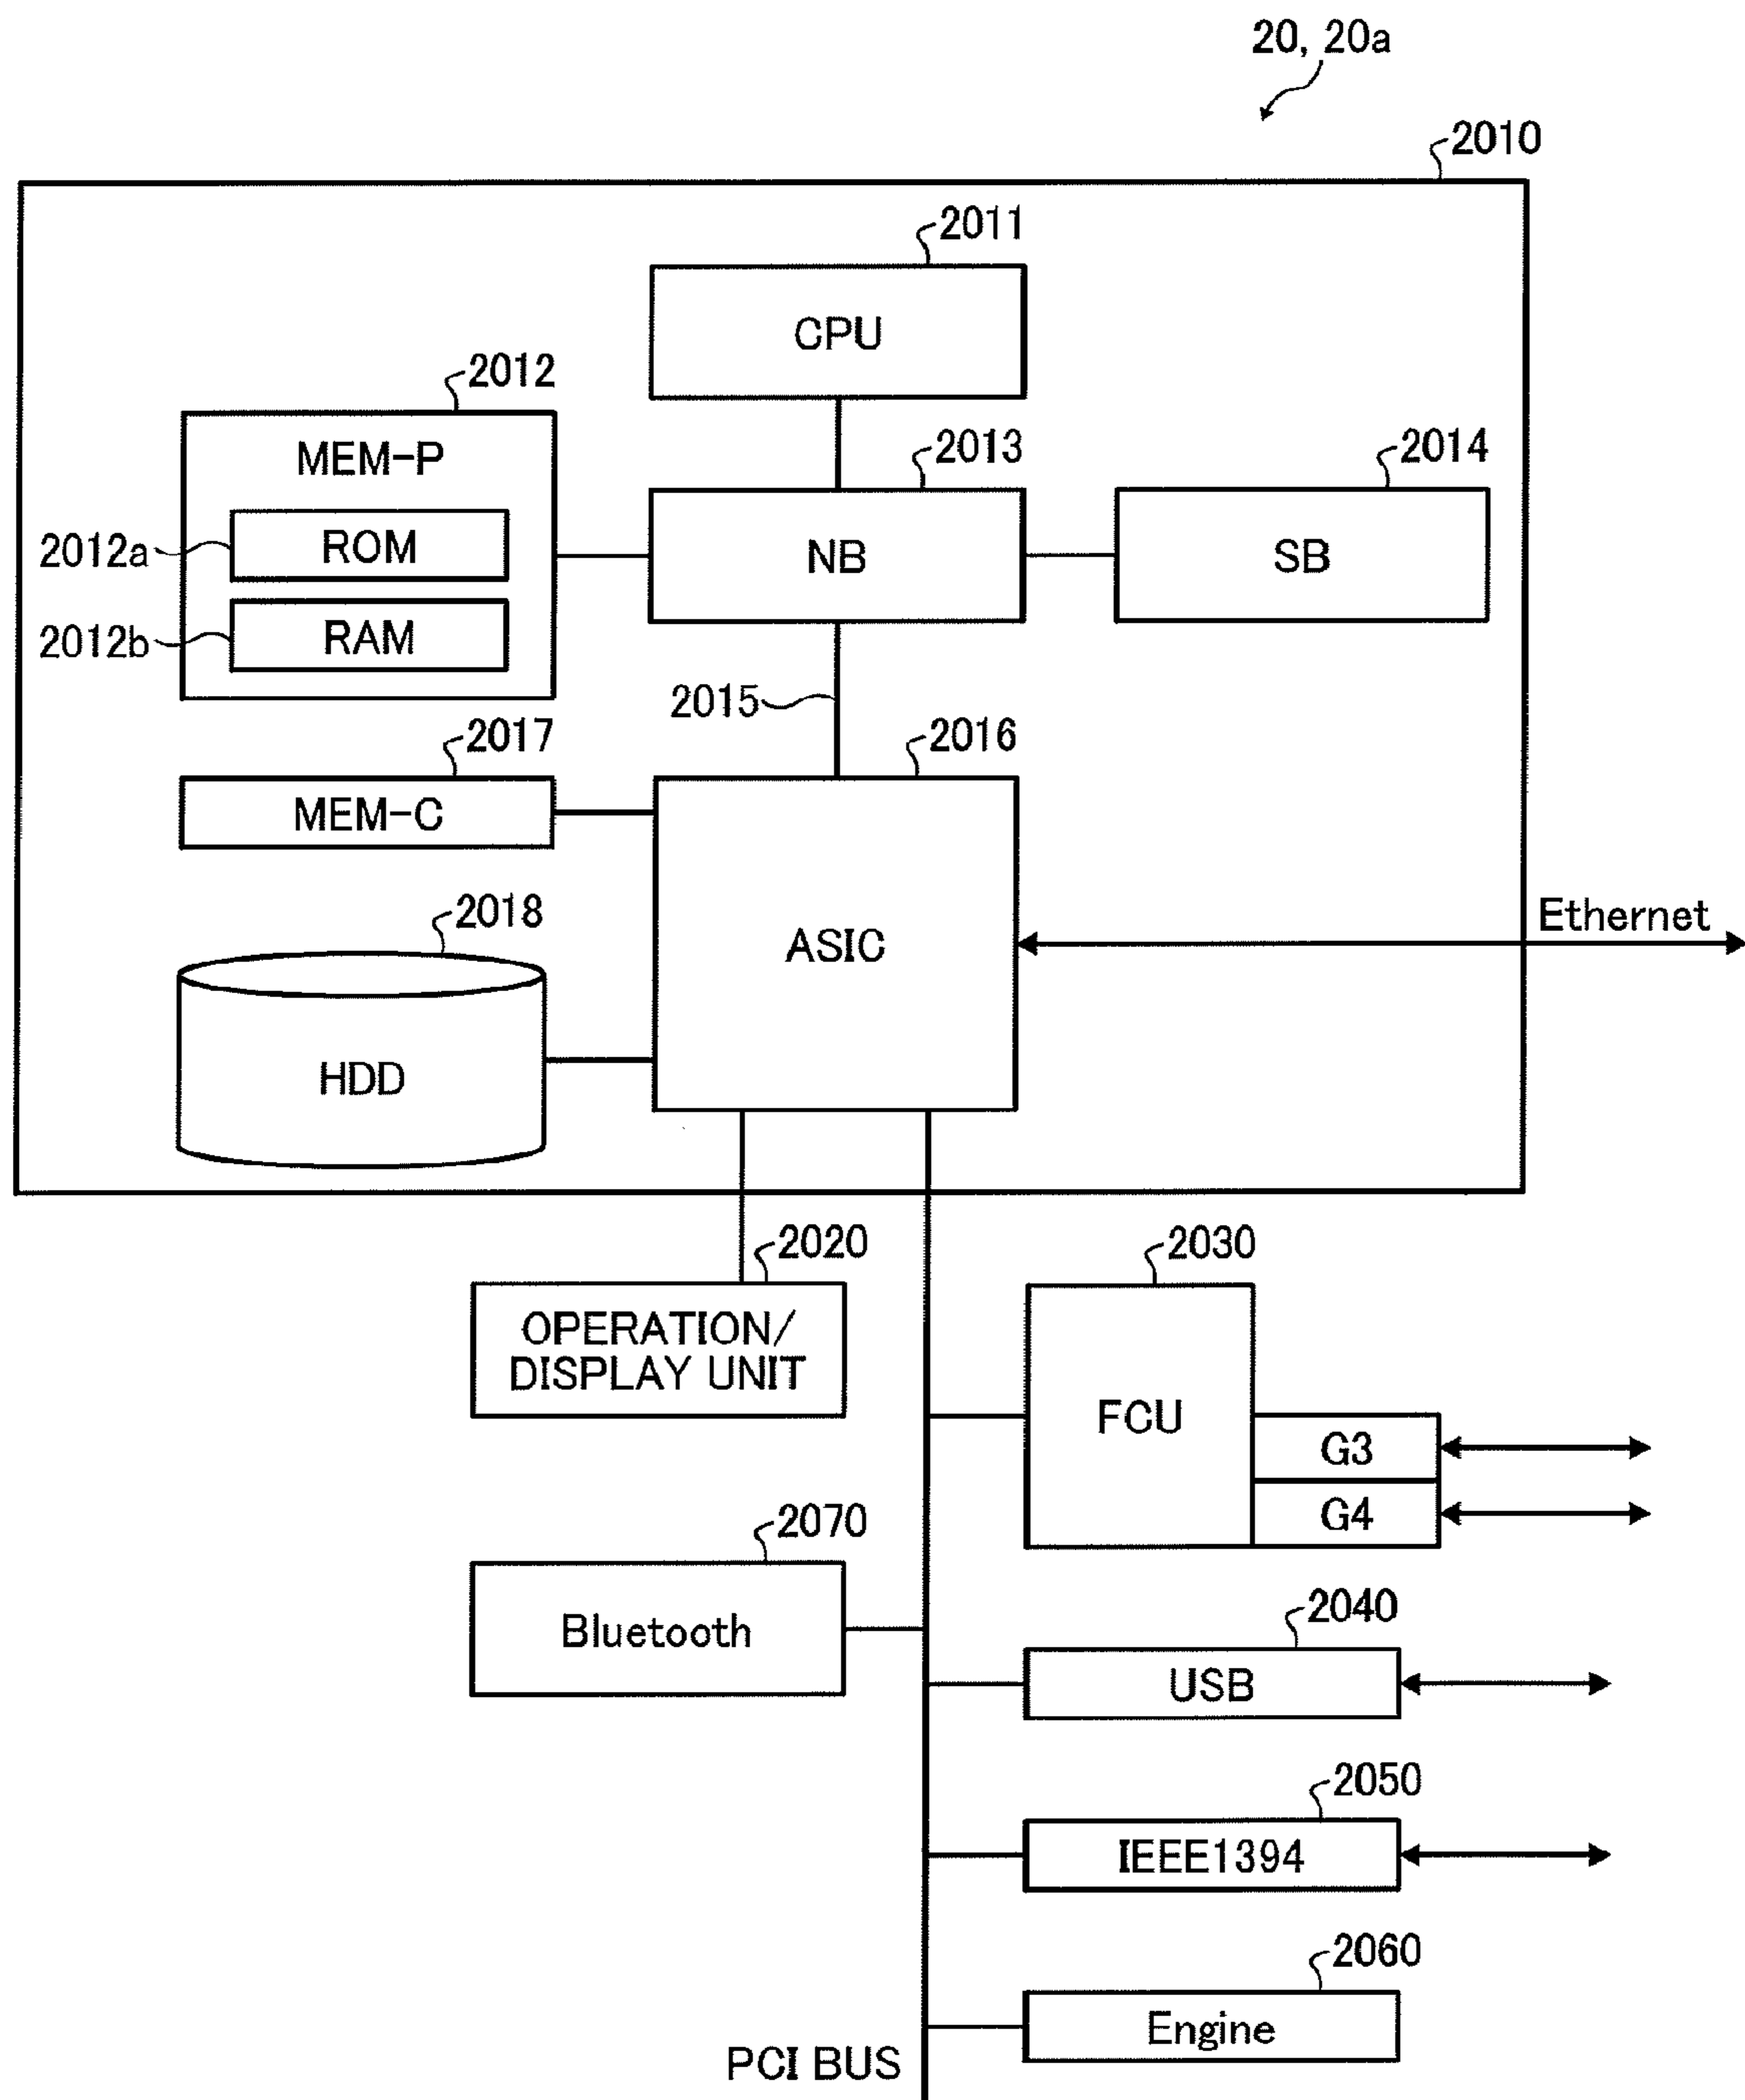 20, 20a
2010
2011
CPU
2012
MEM-P
2013
2014
2012a
ROM
NB
SB
2012b
RAM
2015
2017
2016
MEM-C
2018
Ethernet
ASIC
HDD
2020
2030
OPERATION/
DISPLAY UNIT
FCU
G3
G4
2070
Bluetooth
2040
USB
2050
IEEE1394
2060
Engine
PCI BUS